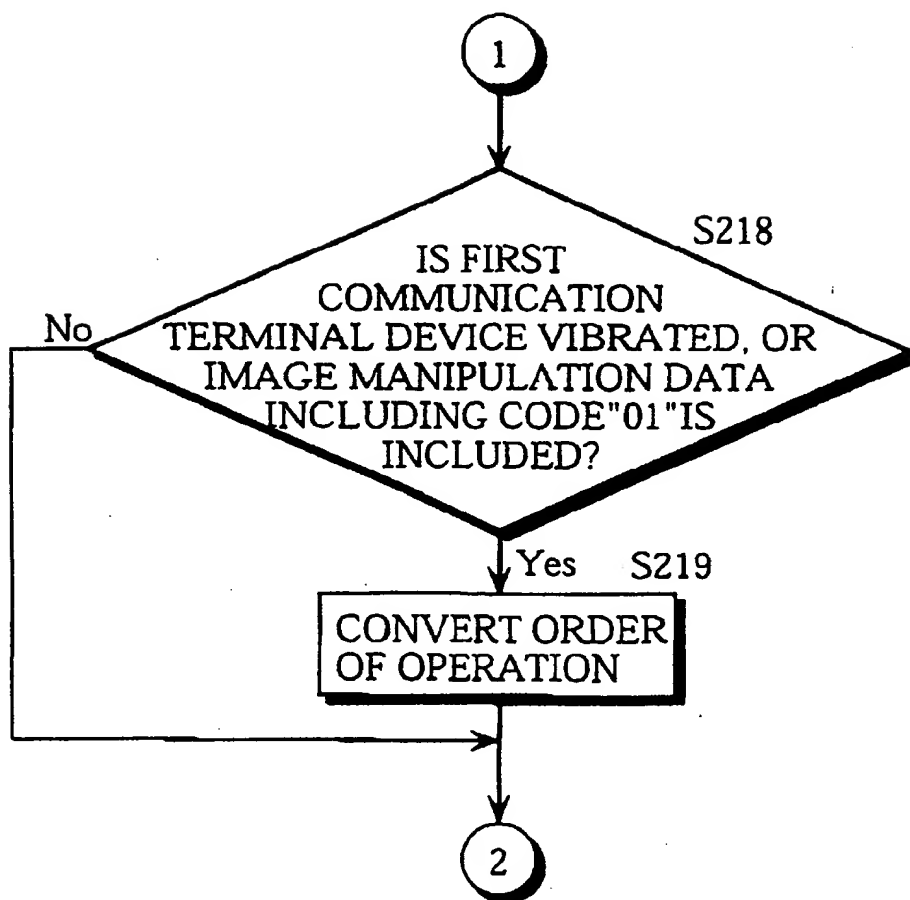 1
S218
IS FIRST
COMMUNICATION
TERMINAL DEVICE VIBRATED, OR
IMAGE MANIPULATION DATA
INCLUDING CODE"01"IS
INCLUDED?
No
Yes
S219
CONVERT ORDER
OF OPERATION
2